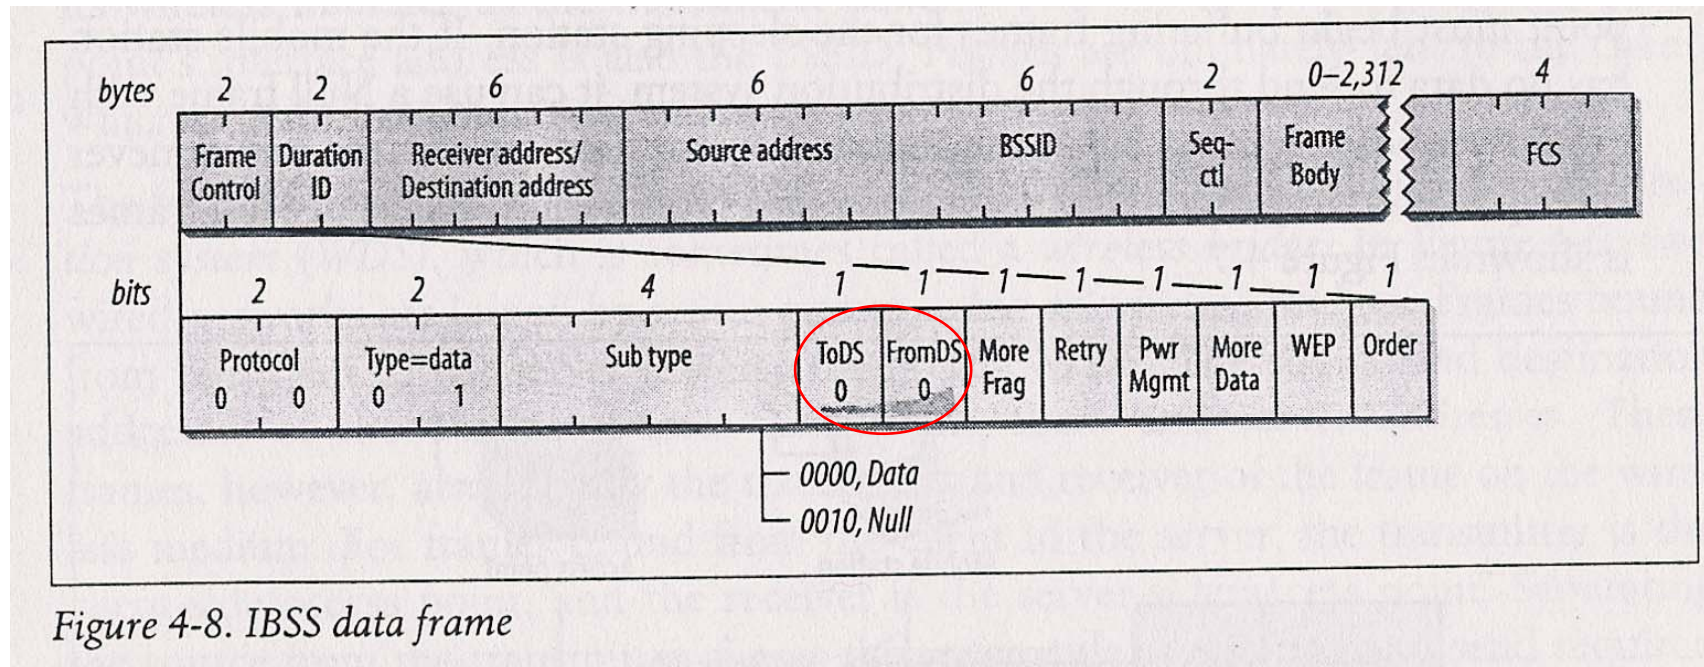 bytes 2 2 6 6 6 2 0–2,312 4
Frame Control Duration ID Receiver address/ Destination address Source address BSSID Seq- ctl Frame Body FCS
bits 2 2 4 1 1 1 1 1 1 1 1
Protocol Type=data Sub type ToDS FromDS More Frag Retry Pwr Mgmt More Data WEP Order
0 0 0 1 0 0
0000, Data
0010, Null
Figure 4-8. IBSS data frame